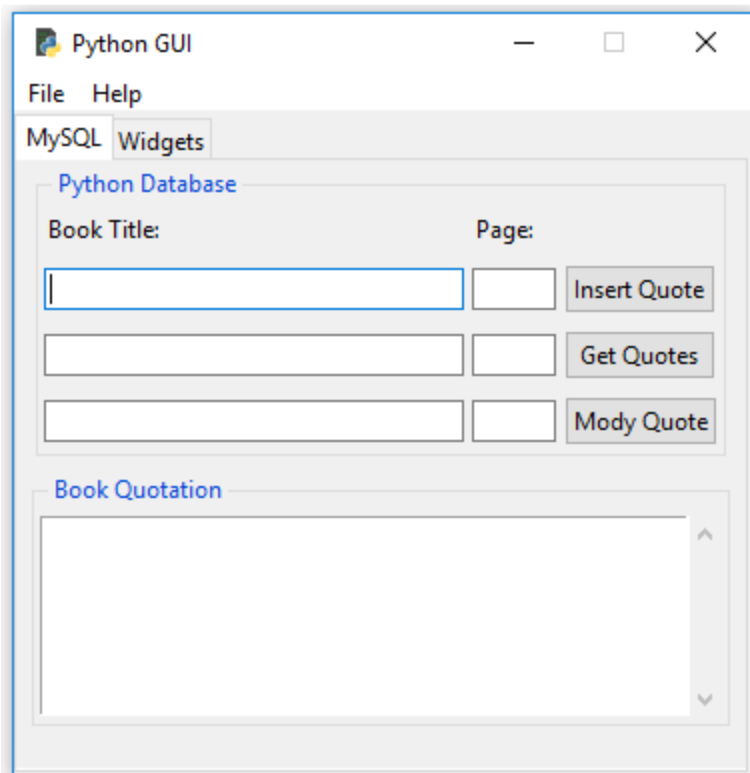 Python GUI
File Help
MySQL Widgets
Python Database
Book Title: Page:
Insert Quote
Get Quotes
Mody Quote
Book Quotation